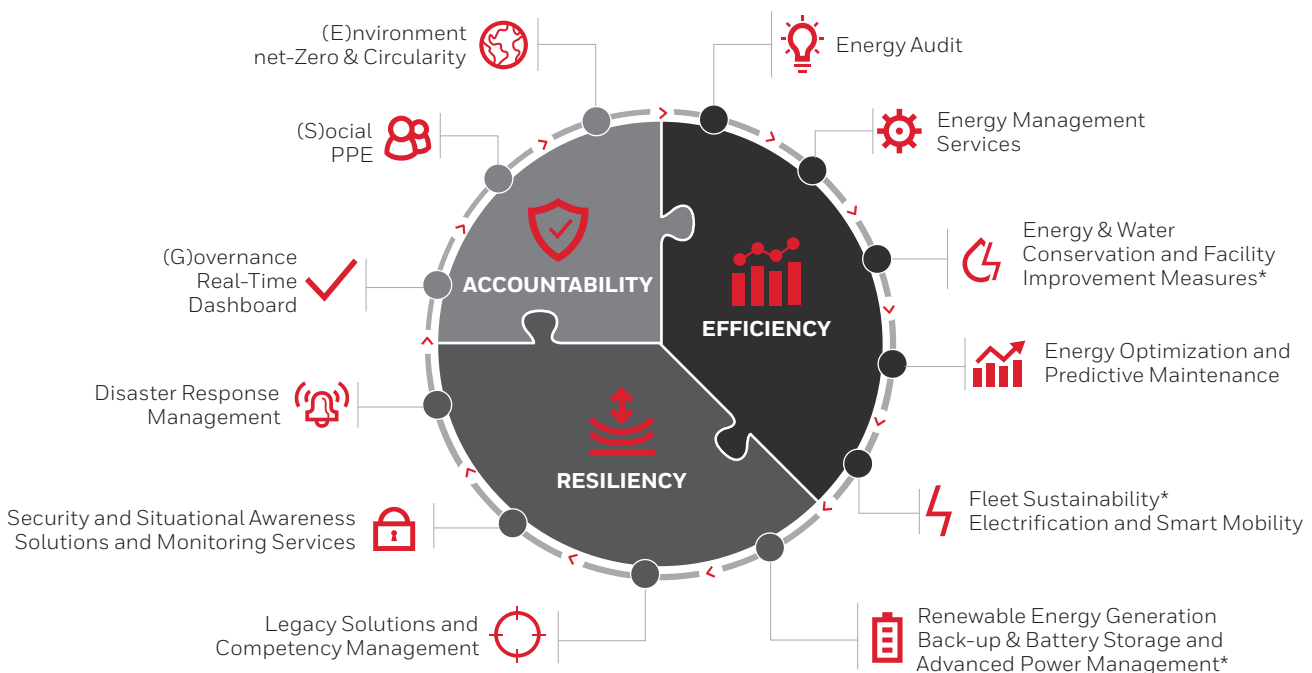 (E)nvironment
net-Zero & Circularity
Energy Audit
(S)ocial
PPE
Energy Management
Services
(G)overnance
Real-Time
Dashboard
Energy & Water
Conservation and Facility
Improvement Measures*
ACCOUNTABILITY
EFFICIENCY
Energy Optimization and
Predictive Maintenance
Disaster Response
Management
RESILIENCY
Fleet Sustainability*
Electrification and Smart Mobility
Security and Situational Awareness
Solutions and Monitoring Services
Legacy Solutions and
Competency Management
Renewable Energy Generation
Back-up & Battery Storage and
Advanced Power Management*